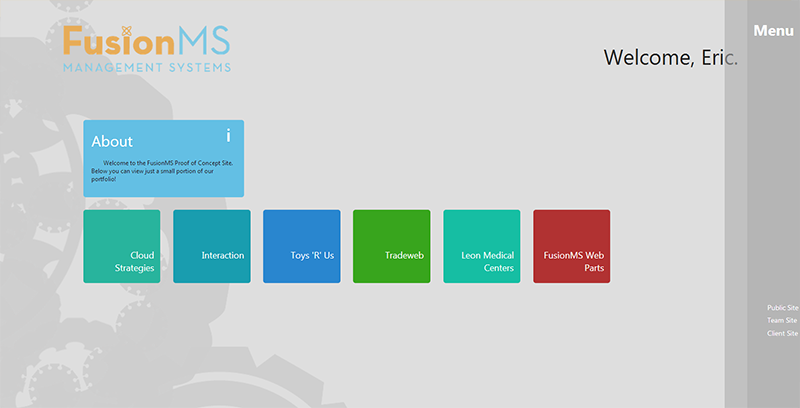 FusionMS
MANAGEMENT SYSTEMS
Menu
Welcome, Eric.
About
i
Welcome to the FusionMS Proof of Concept Site.
Below you can view just a small portion of our
portfolio!
Cloud
Strategies
Interaction
Toys 'R' Us
Tradeweb
Leon Medical
Centers
FusionMS Web
Parts
Public Site
Team Site
Client Site